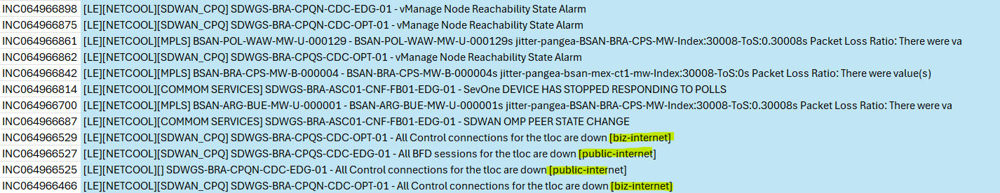 INC064966898 [LE][NETCOOL][SDWAN_CPQ] SDWGS-BRA-CPQN-CDC-EDG-01 - vManage Node Reachability State Alarm
INC064966875 [LE][NETCOOL][SDWAN_CPQ] SDWGS-BRA-CPQN-CDC-OPT-01 - vManage Node Reachability State Alarm
INC064966861 [LE][NETCOOL][MPLS] BSAN-POL-WAW-MW-U-000129 - BSAN-POL-WAW-MW-U-000129s jitter-pangea-BSAN-BRA-CPS-MW-Index:30008-ToS:0.30008s Packet Loss Ratio: There were va
INC064966862 [LE][NETCOOL][SDWAN_CPQ] SDWGS-BRA-CPQS-CDC-OPT-01 - vManage Node Reachability State Alarm
INC064966842 [LE][NETCOOL][MPLS] BSAN-BRA-CPS-MW-B-000004 - BSAN-BRA-CPS-MW-B-000004s jitter-pangea-bsan-mex-ct1-mw-Index:30008-ToS:0s Packet Loss Ratio: There were value(s)
INC064966814 [LE][NETCOOL][COMMOM SERVICES] SDWGS-BRA-ASC01-CNF-FB01-EDG-01 - SevOne DEVICE HAS STOPPED RESPONDING TO POLLS
INC064966700 [LE][NETCOOL][MPLS] BSAN-ARG-BUE-MW-U-000001 - BSAN-ARG-BUE-MW-U-000001s jitter-pangea-BSAN-BRA-CPS-MW-Index:30008-ToS:0.30008s Packet Loss Ratio: There were va
INC064966687 [LE][NETCOOL][COMMOM SERVICES] SDWGS-BRA-ASC01-CNF-FB01-EDG-01 - SDWAN OMP PEER STATE CHANGE
INC064966529 [LE][NETCOOL][SDWAN_CPQ] SDWGS-BRA-CPQS-CDC-OPT-01 - All Control connections for the tloc are down [biz-internet]
INC064966527 [LE][NETCOOL][SDWAN_CPQ] SDWGS-BRA-CPQS-CDC-EDG-01 - All BFD sessions for the tloc are down [public-internet]
INC064966525 [LE][NETCOOL][] SDWGS-BRA-CPQN-CDC-EDG-01 - All Control connections for the tloc are down [public-internet]
INC064966466 [LE][NETCOOL][SDWAN_CPQ] SDWGS-BRA-CPQN-CDC-OPT-01 - All Control connections for the tloc are down [biz-internet]